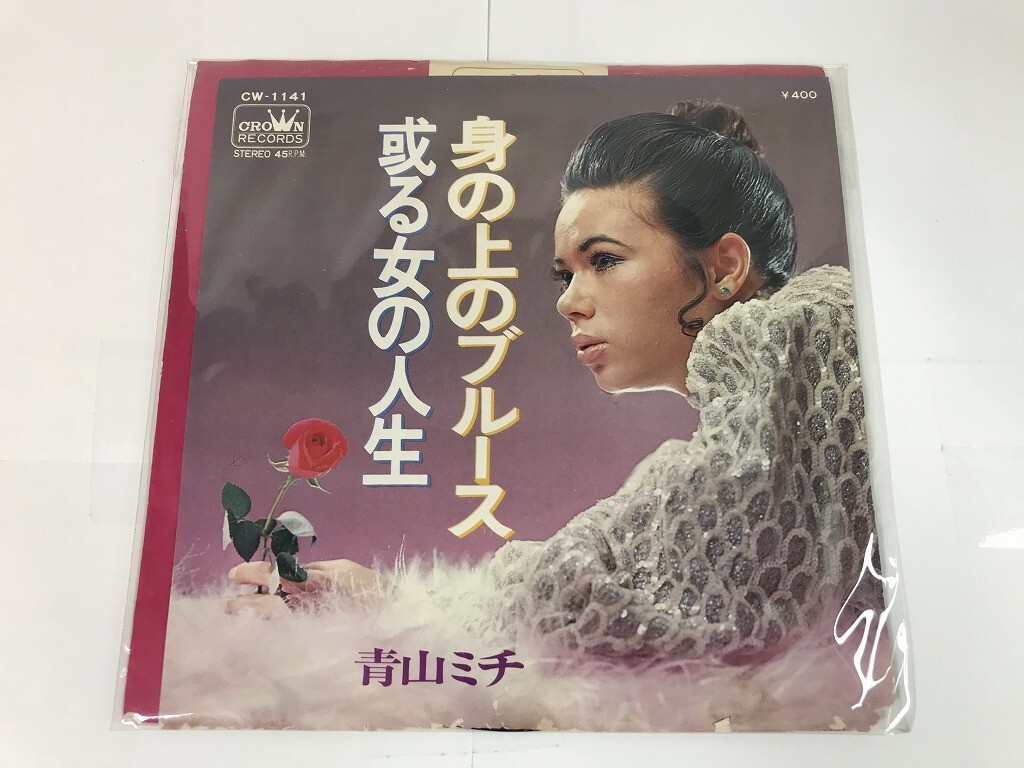 CW-1141
CROWN
RECORDS
STEREO 45R.P.M.
¥400
身の上のブルース
或る女の人生
青山ミチ